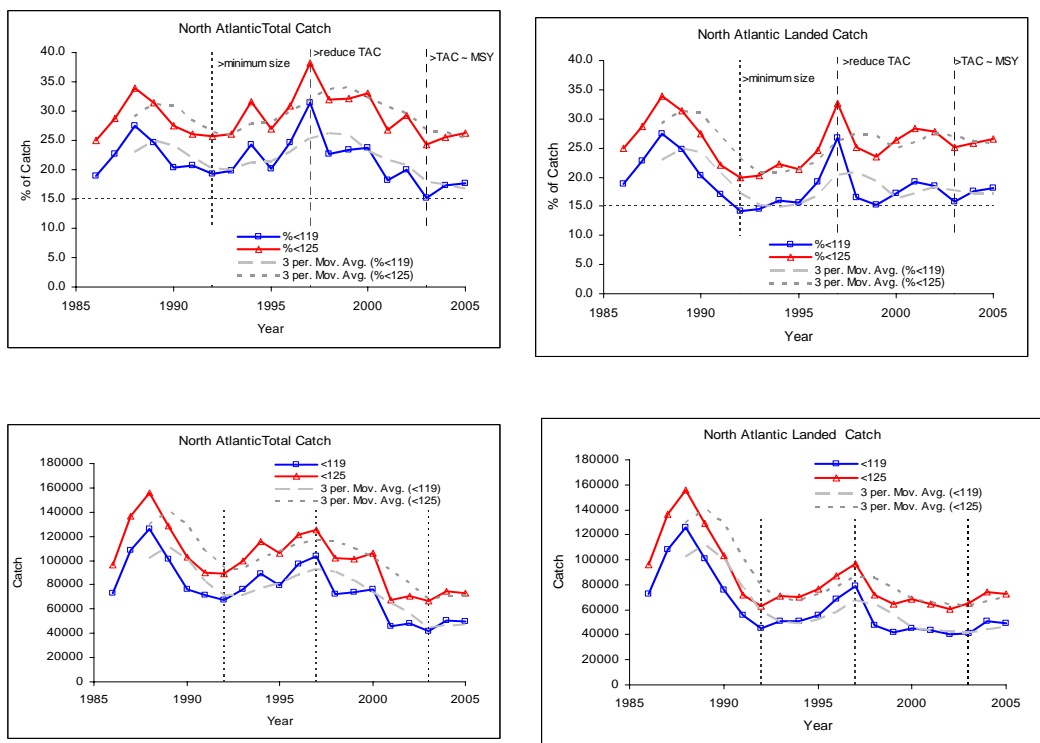 North AtlanticTotal Catch
>minimum size
>reduce TAC
>TAC ~ MSY
% of Catch
40.0
35.0
30.0
25.0
20.0
15.0
10.0
5.0
0.0
%<119
%<125
3 per. Mov. Avg. (%<119)
3 per. Mov. Avg. (%<125)
1985 1990 1995 2000 2005
Year
North Atlantic Landed Catch
>minimum size
>reduce TAC
>TAC ~ MSY
% of Catch
40.0
35.0
30.0
25.0
20.0
15.0
10.0
5.0
0.0
%<119
%<125
3 per. Mov. Avg. (%<119)
3 per. Mov. Avg. (%<125)
1985 1990 1995 2000 2005
Year
North AtlanticTotal Catch
Catch
180000
160000
140000
120000
100000
80000
60000
40000
20000
0
<119
<125
3 per. Mov. Avg. (<119)
3 per. Mov. Avg. (<125)
1985 1990 1995 2000 2005
Year
North Atlantic Landed Catch
Catch
180000
160000
140000
120000
100000
80000
60000
40000
20000
0
<119
<125
3 per. Mov. Avg. (<119)
3 per. Mov. Avg. (<125)
1985 1990 1995 2000 2005
Year